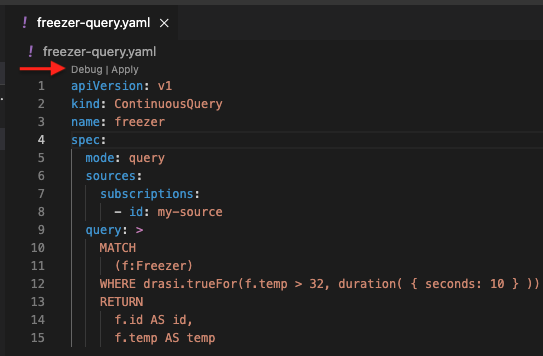 ! freezer-query.yaml ×
! freezer-query.yaml
Debug | Apply
1 apiVersion: v1
2 kind: ContinuousQuery
3 name: freezer
4 spec:
5   mode: query
6   sources:
7     subscriptions:
8       - id: my-source
9   query: >
10     MATCH
11       (f:Freezer)
12     WHERE drasi.trueFor(f.temp > 32, duration( { seconds: 10 } ))
13     RETURN
14       f.id AS id,
15       f.temp AS temp